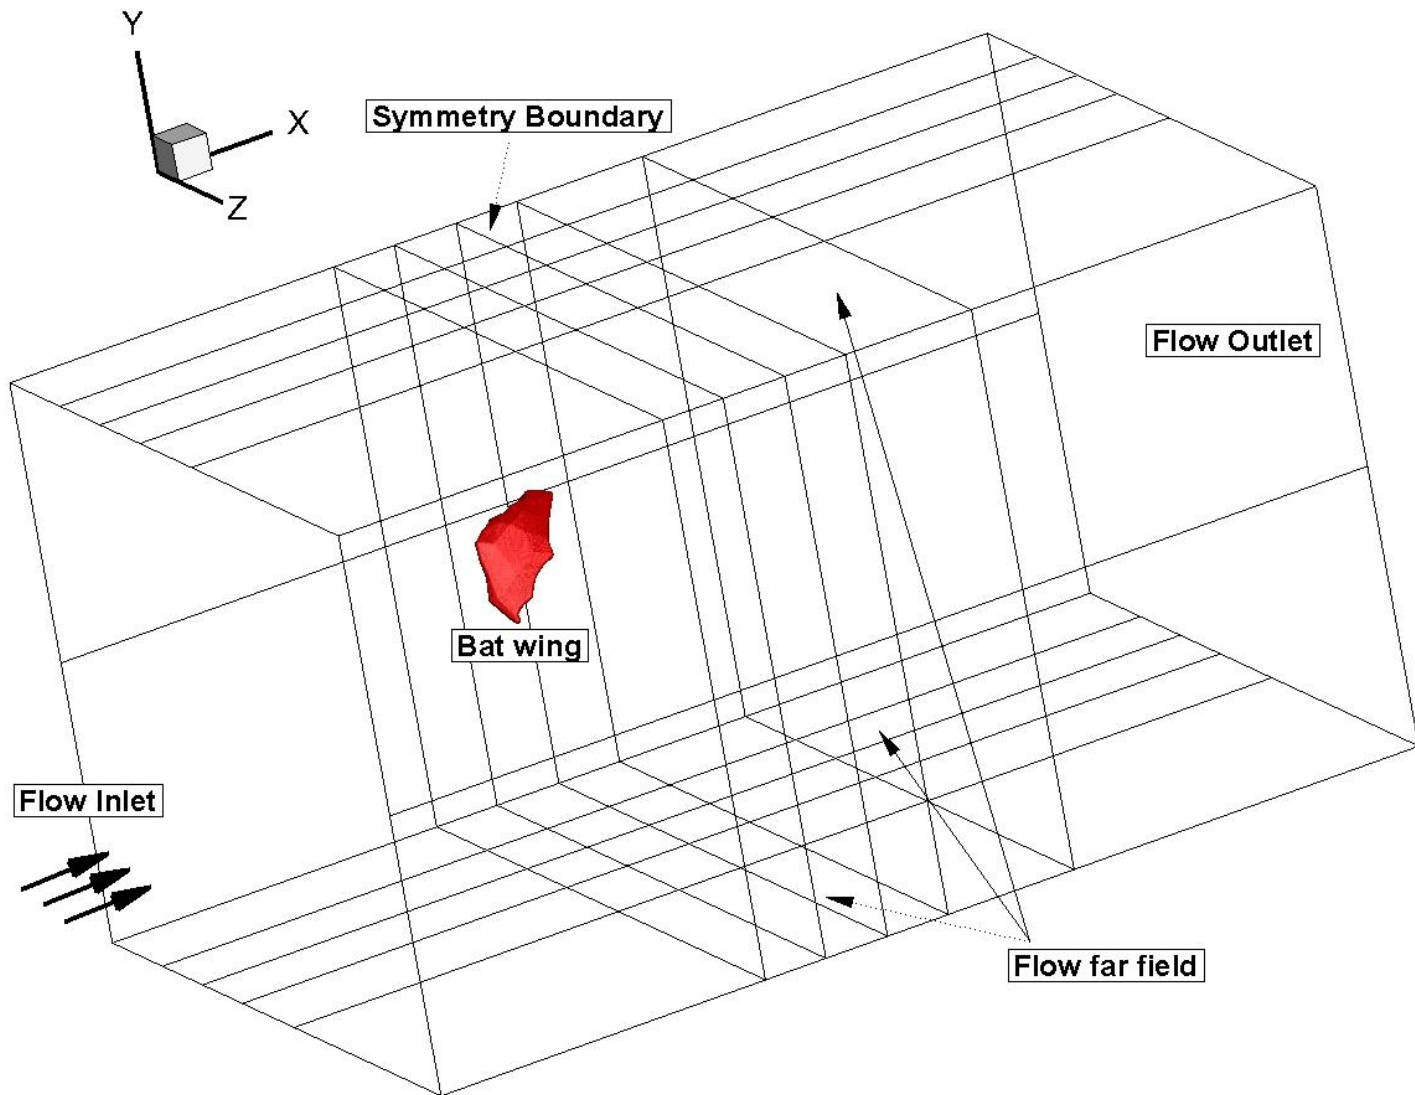 Y
X
Z
Symmetry Boundary
Flow Outlet
Bat wing
Flow Inlet
Flow far field